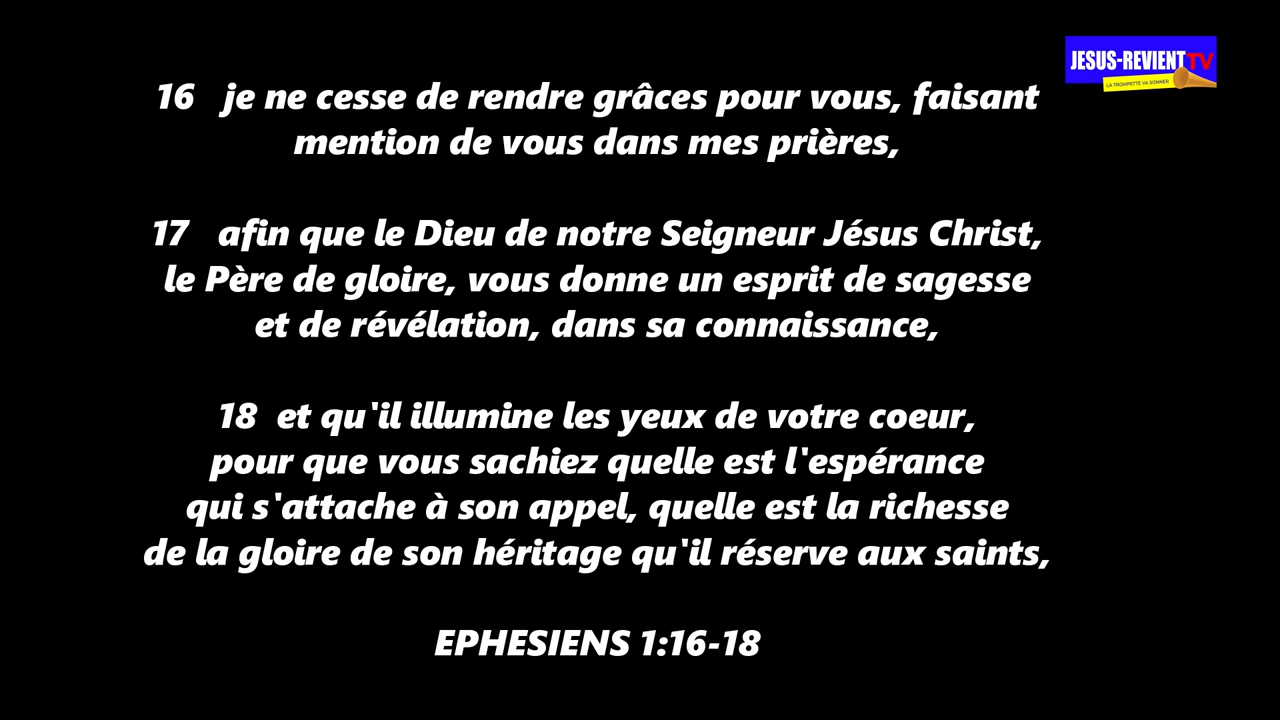 JESUS-REVIENT TV
LA TROMPETTE VA SONNER
16 je ne cesse de rendre grâces pour vous, faisant
mention de vous dans mes prières,
17 afin que le Dieu de notre Seigneur Jésus Christ,
le Père de gloire, vous donne un esprit de sagesse
et de révélation, dans sa connaissance,
18 et qu'il illumine les yeux de votre coeur,
pour que vous sachiez quelle est l'espérance
qui s'attache à son appel, quelle est la richesse
de la gloire de son héritage qu'il réserve aux saints,
EPHESIENS 1:16-18